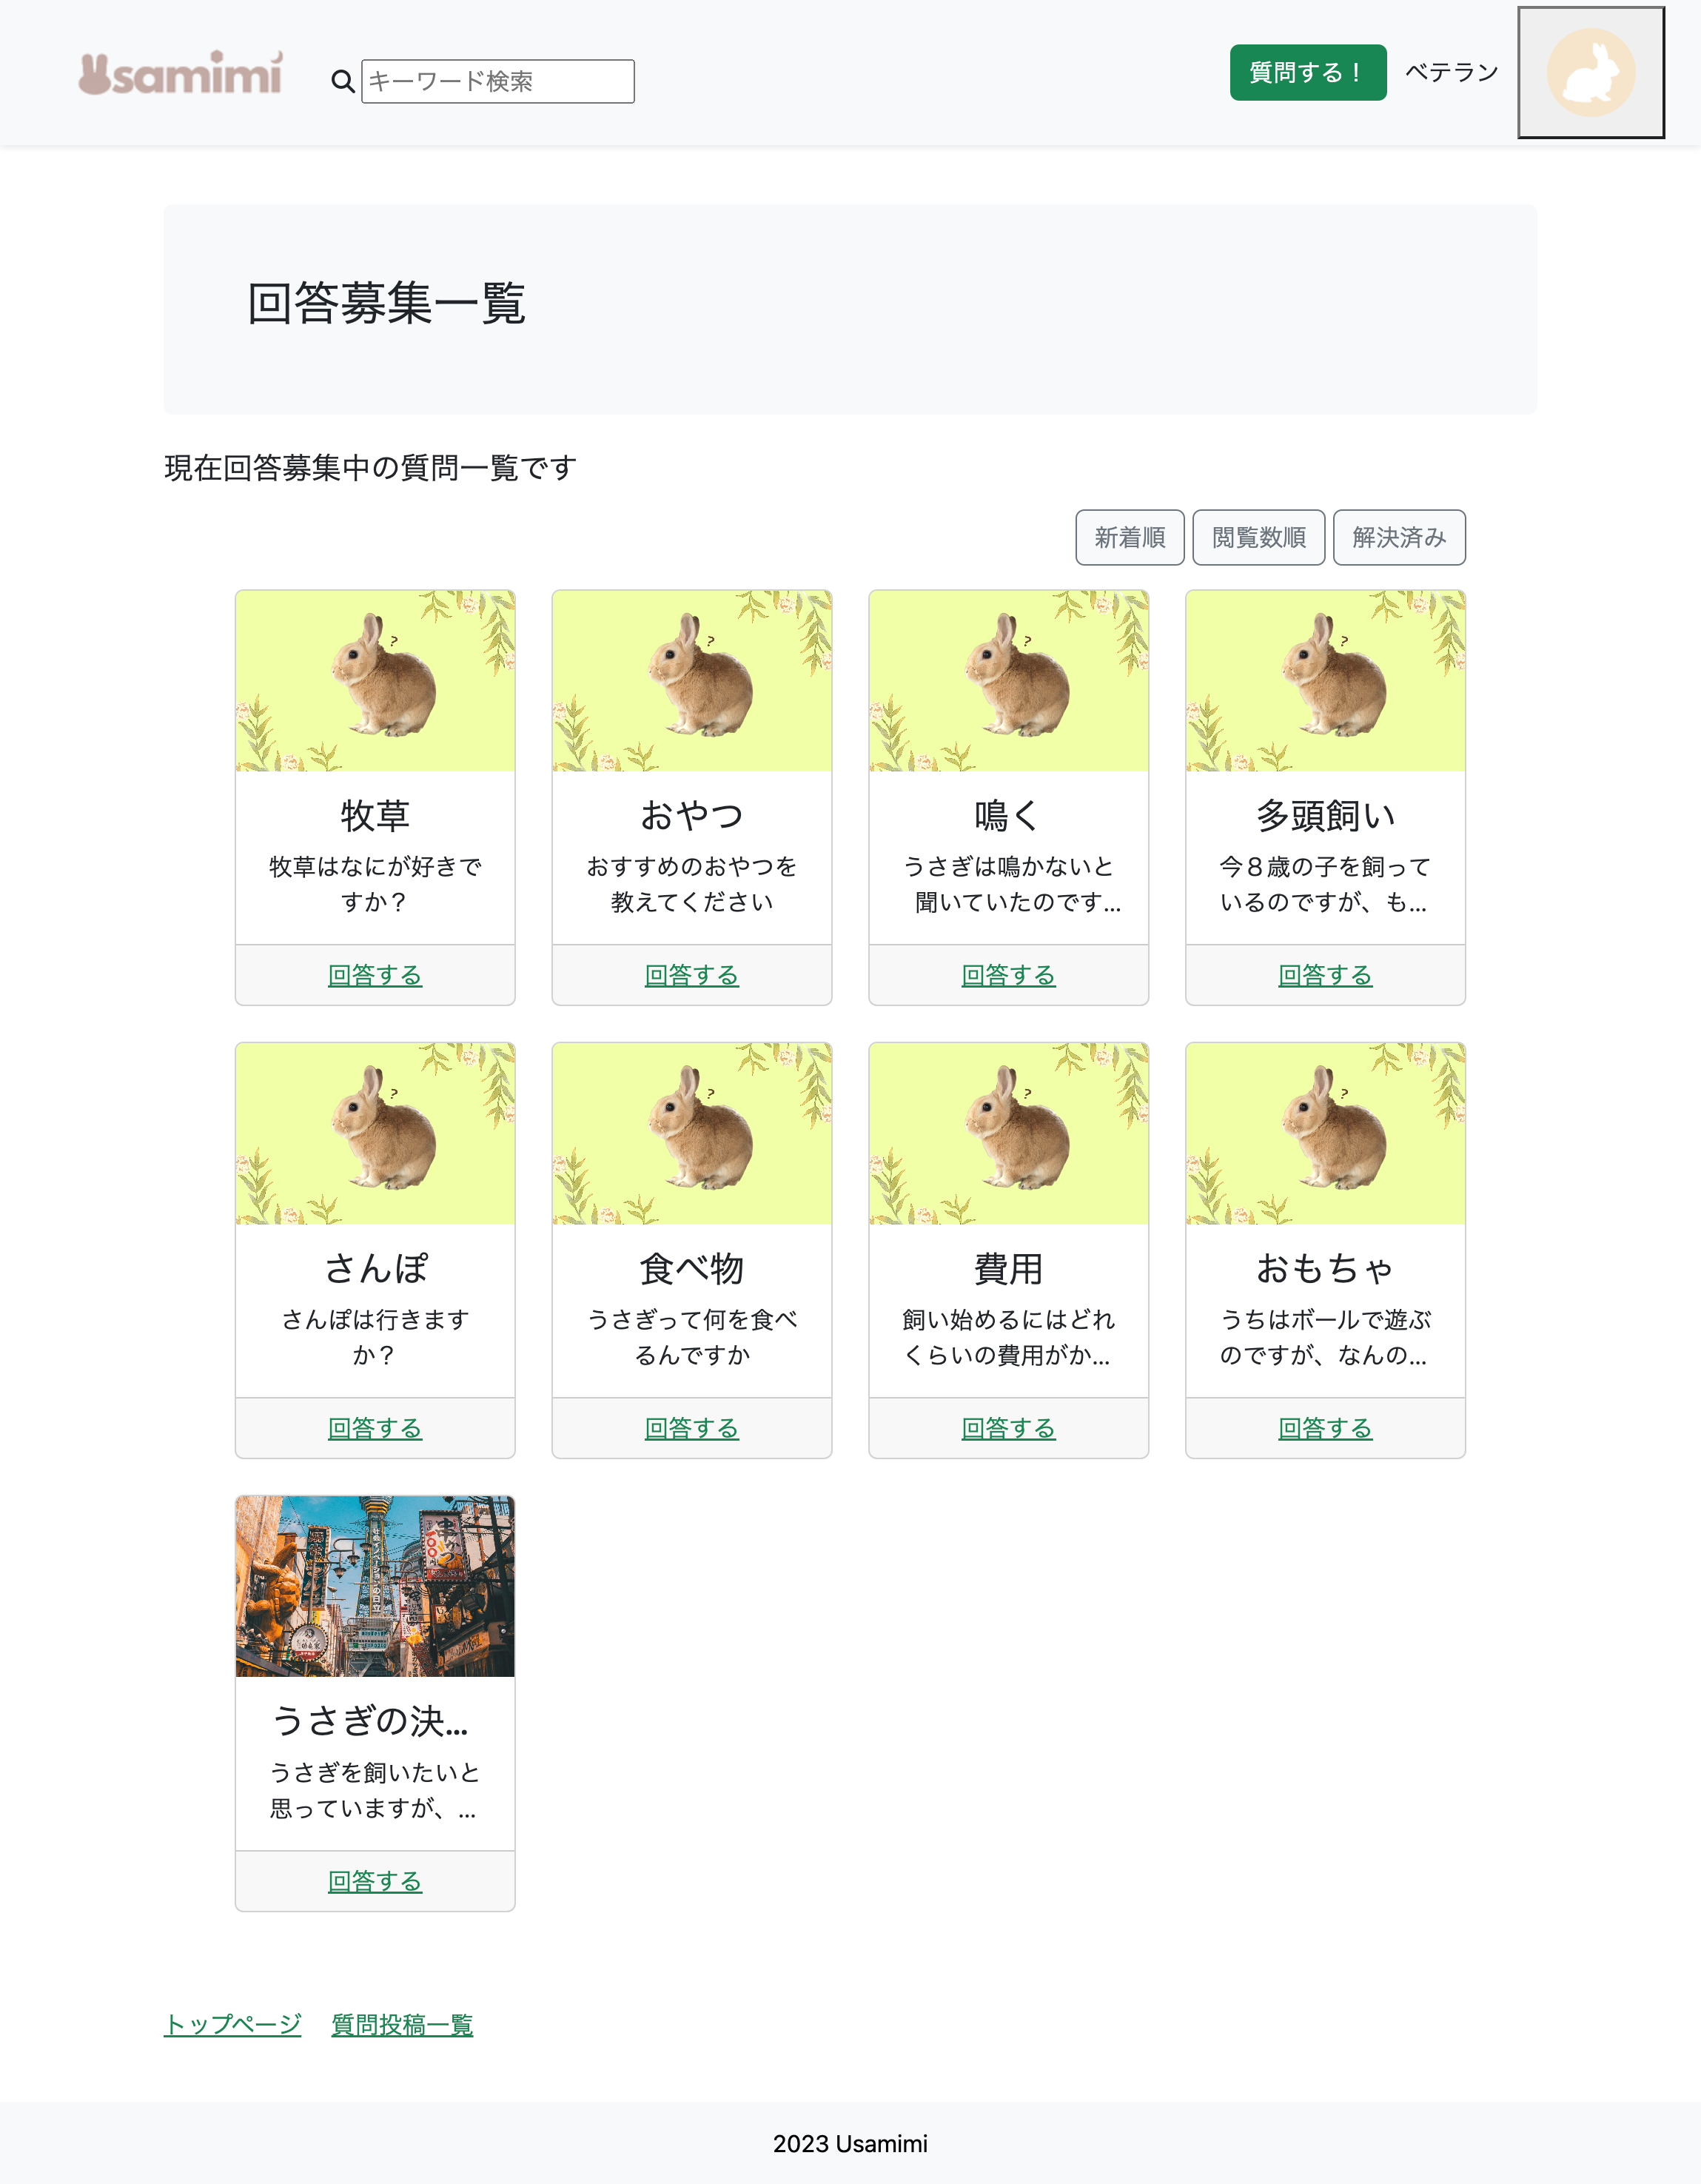 Usamimi
キーワード検索
質問する！
ベテラン
回答募集一覧
現在回答募集中の質問一覧です
新着順 閲覧数順 解決済み
?
?
?
?
牧草
牧草はなにが好きで
すか？
回答する
おやつ
おすすめのおやつを
教えてください
回答する
鳴く
うさぎは鳴かないと
聞いていたのです...
回答する
多頭飼い
今８歳の子を飼って
いるのですが、も...
回答する
?
?
?
?
さんぽ
さんぽは行きます
か？
回答する
食べ物
うさぎって何を食べ
るんですか
回答する
費用
飼い始めるにはどれ
くらいの費用がか...
回答する
おもちゃ
うちはボールで遊ぶ
のですが、なんの...
回答する
串かつ
うさぎの決...
うさぎを飼いたいと
思っていますが、...
回答する
トップページ 質問投稿一覧
2023 Usamimi